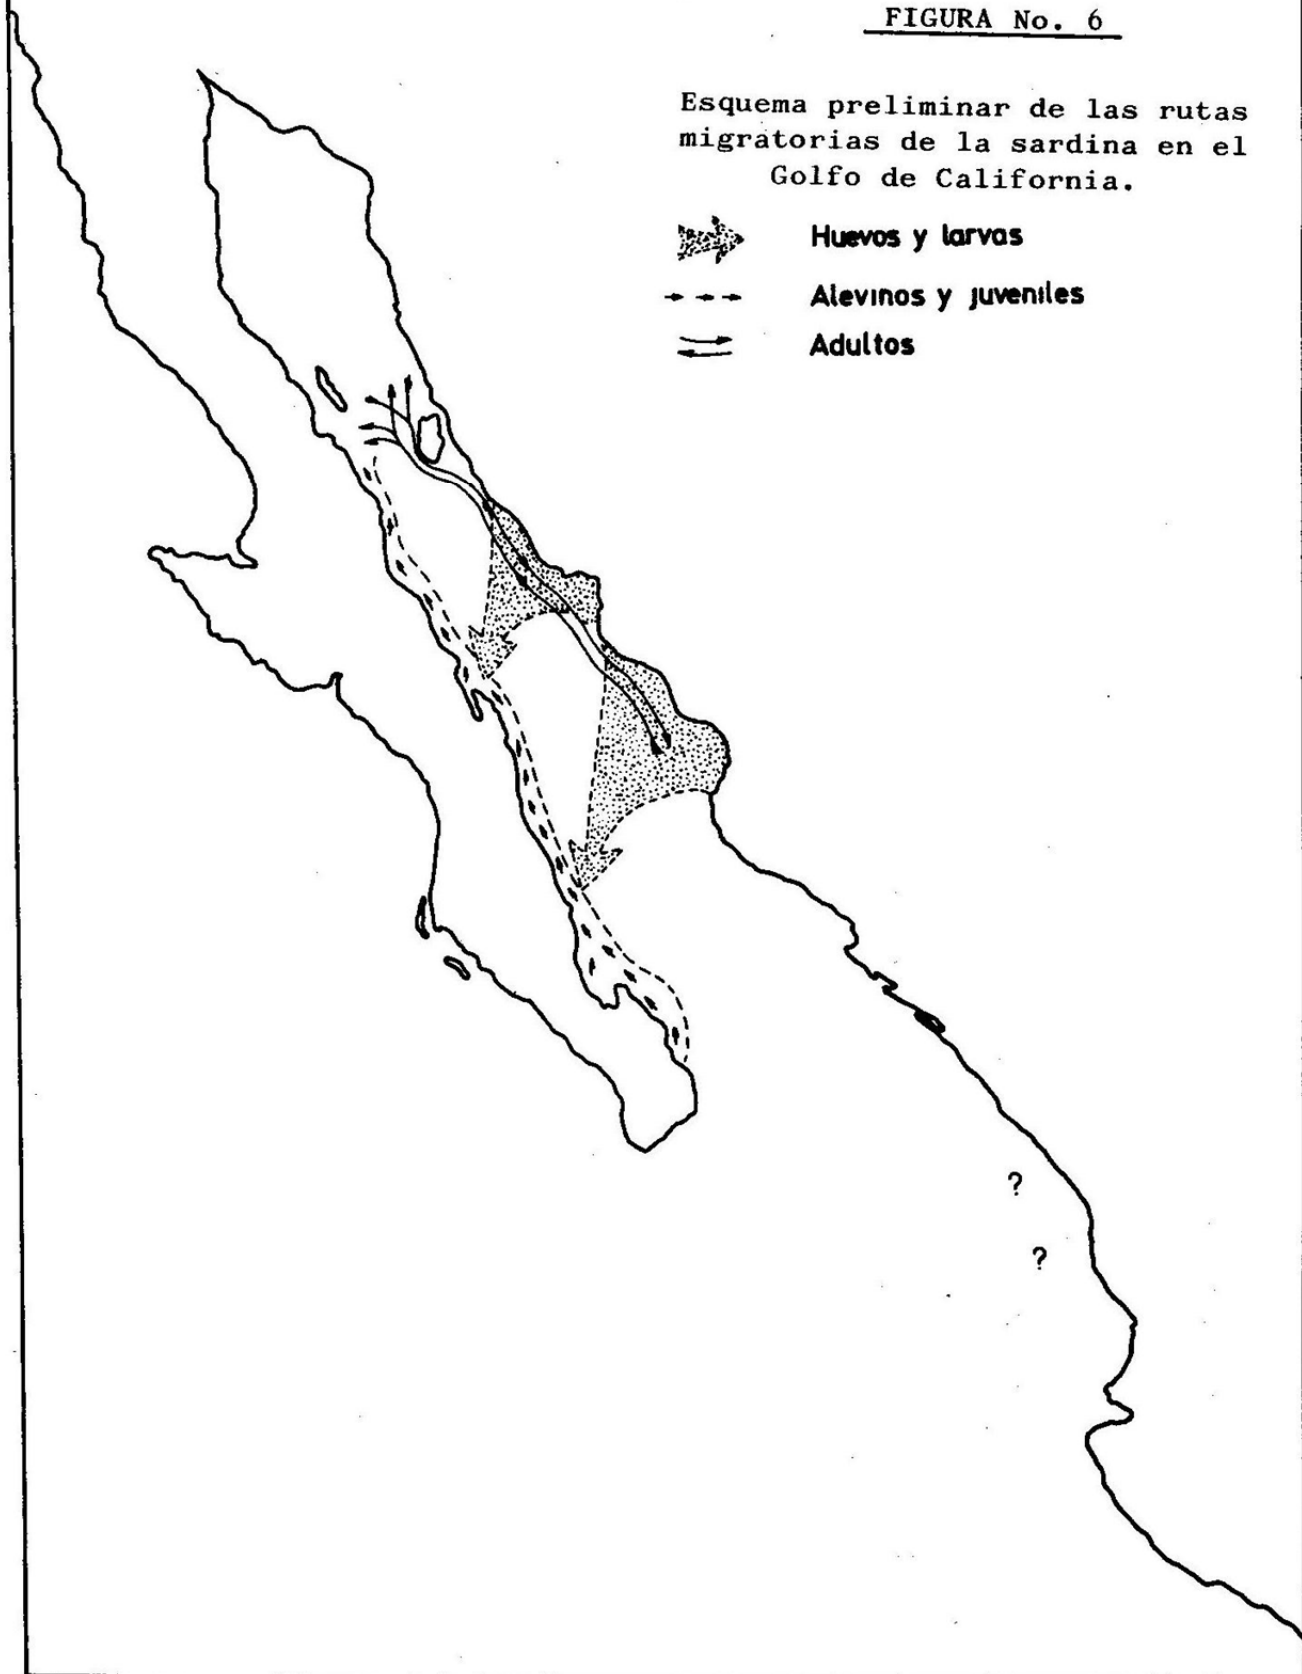 FIGURA No. 6
Esquema preliminar de las rutas
migratorias de la sardina en el
Golfo de California.
Huevos y larvas
Alevinos y juveniles
Adultos
?
?